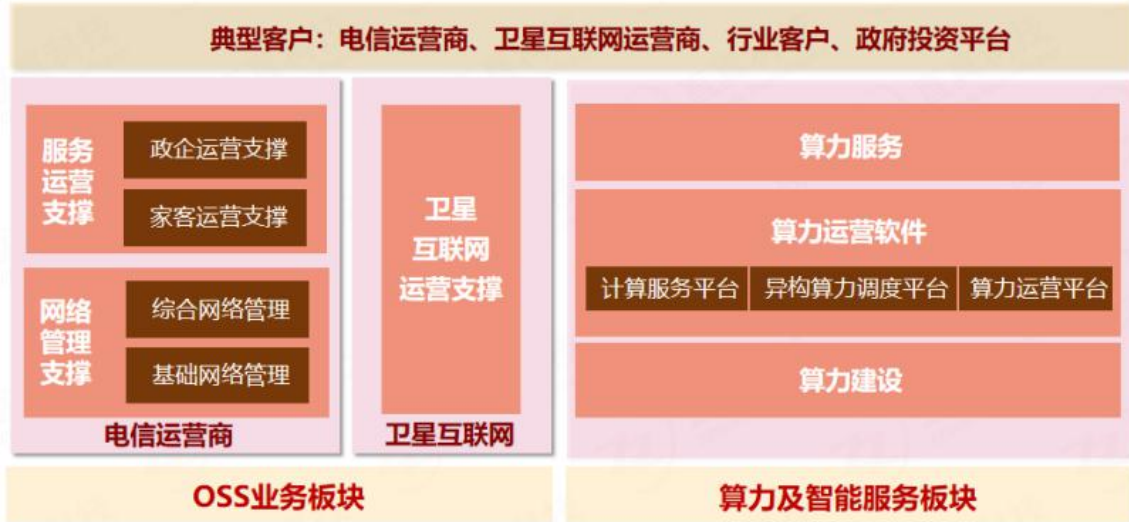 典型客户：电信运营商、卫星互联网运营商、行业客户、政府投资平台
服务
运营
支撑
政企运营支撑
家客运营支撑
网络
管理
支撑
综合网络管理
基础网络管理
电信运营商
卫星
互联网
运营支撑
卫星互联网
算力服务
算力运营软件
计算服务平台
异构算力调度平台
算力运营平台
算力建设
OSS业务板块
算力及智能服务板块